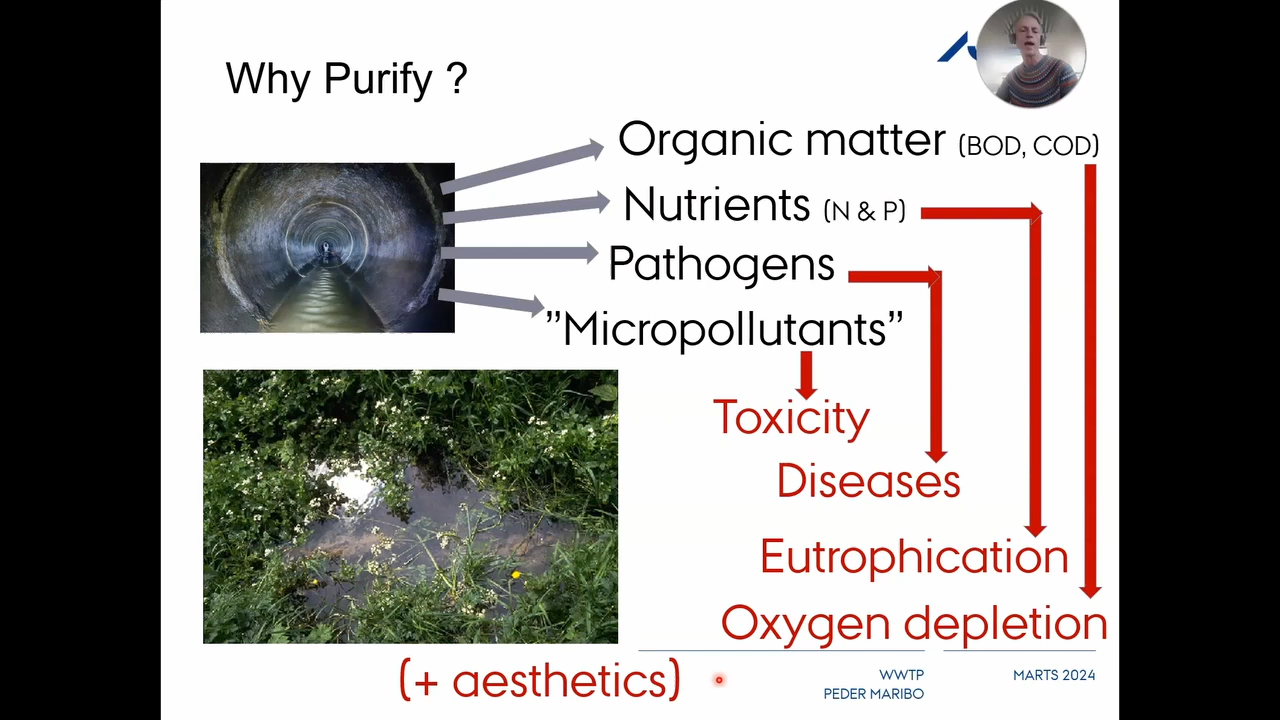 Why Purify ?
Organic matter (BOD, COD)
Nutrients (N & P)
Pathogens
”Micropollutants”
Toxicity
Diseases
Eutrophication
Oxygen depletion
(+ aesthetics)
WWTP
PEDER MARIBO
MARTS 2024